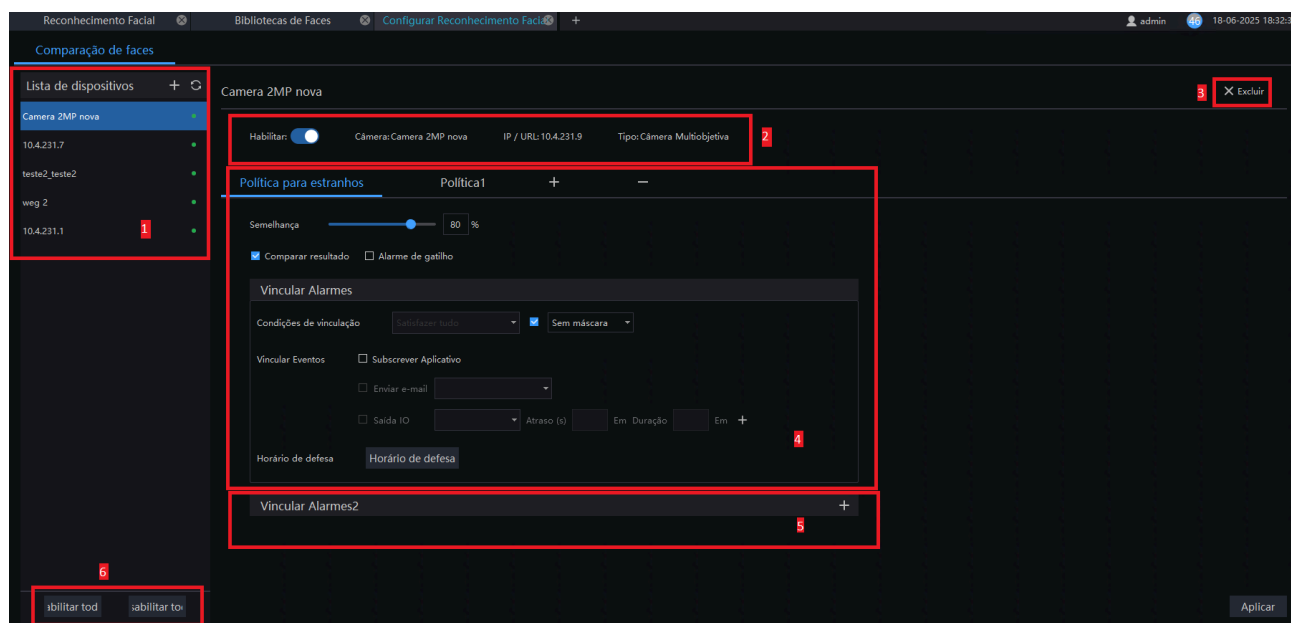 Reconhecimento Facial Bibliotecas de Faces Configurar Reconhecimento Facial + admin 46 18-06-2025 18:32:3
Comparação de faces
Lista de dispositivos +
Camera 2MP nova
10.4.231.7
teste2_teste2
weg 2
10.4.231.1
1
Camera 2MP nova
3
Excluir
Habilitar: Câmera:Camera 2MP nova IP / URL:10.4.231.9 Tipo:Câmera Multiobjetiva
2
Política para estranhos Política1 + −
Semelhança 80 %
Comparar resultado Alarme de gatilho
Vincular Alarmes
Condições de vinculação Satisfazer tudo Sem máscara
Vincular Eventos Subscrever Aplicativo
Enviar e-mail
Saída IO Atraso (s) Em Duração Em +
4
Horário de defesa Horário de defesa
Vincular Alarmes2 +
5
6
abilitar tod sabilitar to
Aplicar